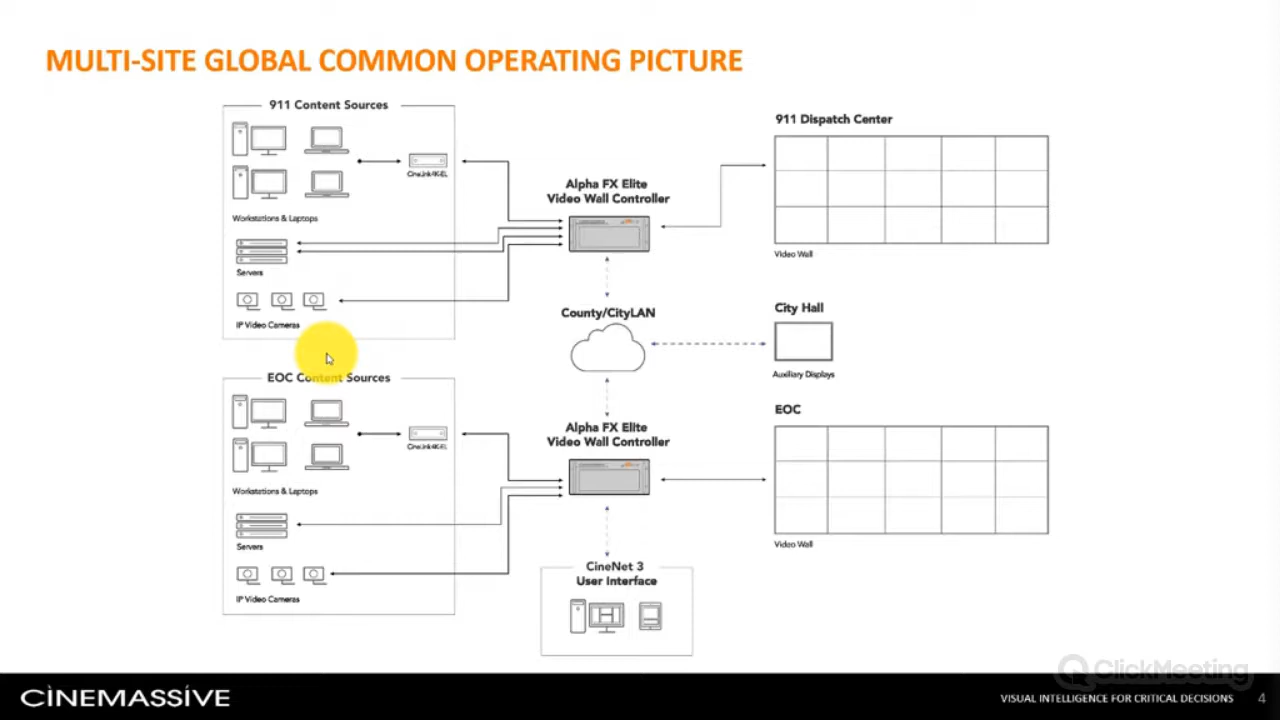 MULTI-SITE GLOBAL COMMON OPERATING PICTURE
911 Content Sources
CineLink4K-EL
Workstations & Laptops
Servers
IP Video Cameras
Alpha FX Elite
Video Wall Controller
911 Dispatch Center
Video Wall
County/CityLAN
City Hall
Auxiliary Displays
EOC Content Sources
CineLink4K-EL
Workstations & Laptops
Servers
IP Video Cameras
Alpha FX Elite
Video Wall Controller
EOC
Video Wall
CineNet 3
User Interface
ClickMeeting
CINEMASSIVE
VISUAL INTELLIGENCE FOR CRITICAL DECISIONS
4